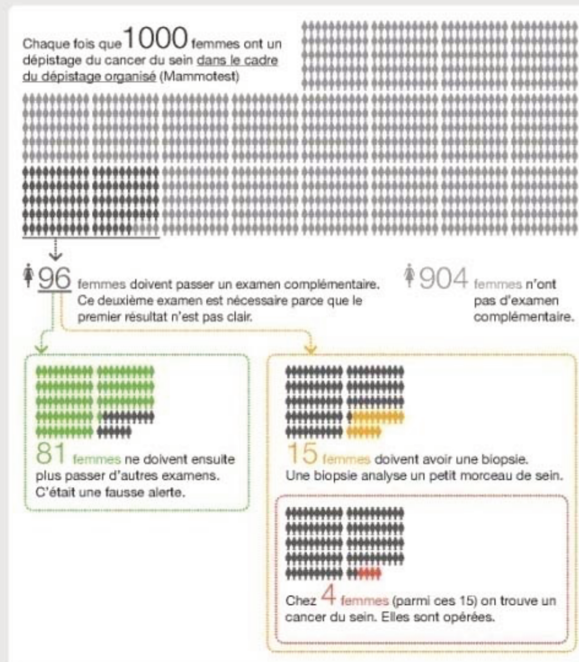 Chaque fois que 1000 femmes ont un
dépistage du cancer du sein dans le cadre
du dépistage organisé (Mammotest)
96 femmes doivent passer un examen complémentaire.
Ce deuxième examen est nécessaire parce que le
premier résultat n'est pas clair.
904 femmes n'ont
pas d'examen
complémentaire.
81 femmes ne doivent ensuite
plus passer d'autres examens.
C'était une fausse alerte.
15 femmes doivent avoir une biopsie.
Une biopsie analyse un petit morceau de sein.
Chez 4 femmes (parmi ces 15) on trouve un
cancer du sein. Elles sont opérées.